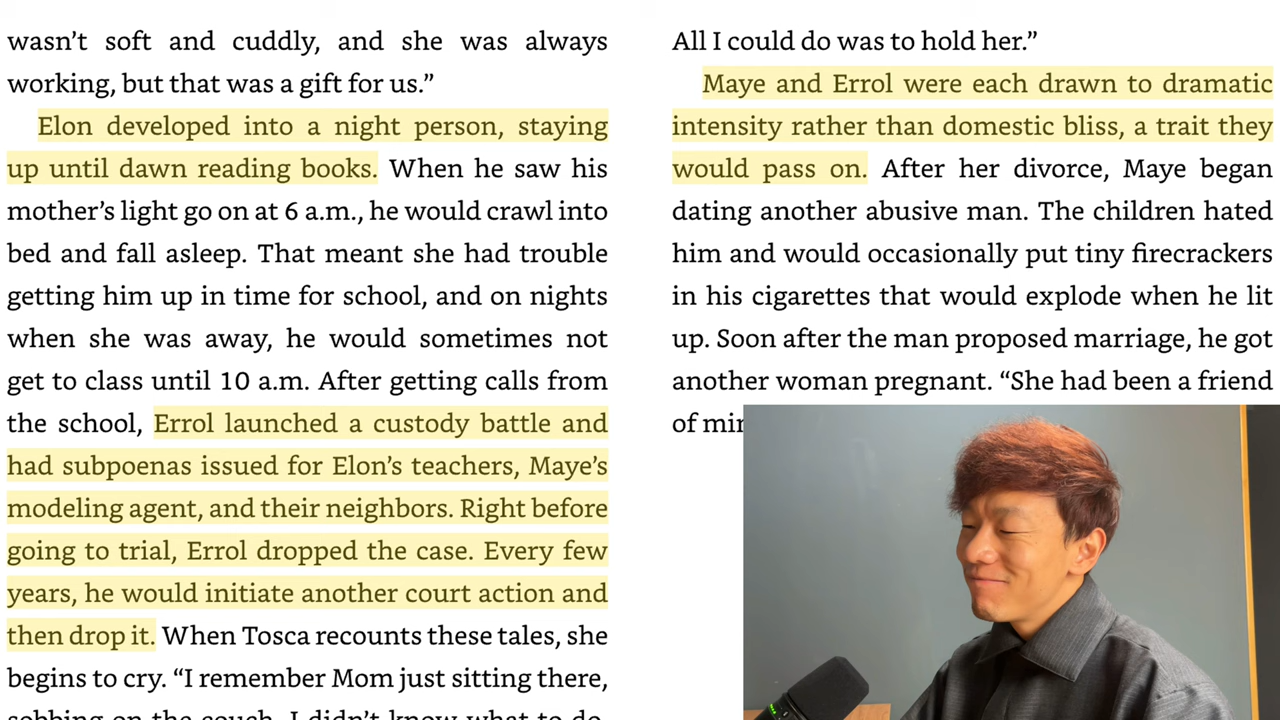 wasn’t soft and cuddly, and she was always
working, but that was a gift for us.”
Elon developed into a night person, staying
up until dawn reading books. When he saw his
mother’s light go on at 6 a.m., he would crawl into
bed and fall asleep. That meant she had trouble
getting him up in time for school, and on nights
when she was away, he would sometimes not
get to class until 10 a.m. After getting calls from
the school, Errol launched a custody battle and
had subpoenas issued for Elon’s teachers, Maye’s
modeling agent, and their neighbors. Right before
going to trial, Errol dropped the case. Every few
years, he would initiate another court action and
then drop it. When Tosca recounts these tales, she
begins to cry. “I remember Mom just sitting there,
sobbing on the couch. I didn’t know what to do.
All I could do was to hold her.”
Maye and Errol were each drawn to dramatic
intensity rather than domestic bliss, a trait they
would pass on. After her divorce, Maye began
dating another abusive man. The children hated
him and would occasionally put tiny firecrackers
in his cigarettes that would explode when he lit
up. Soon after the man proposed marriage, he got
another woman pregnant. “She had been a friend
of